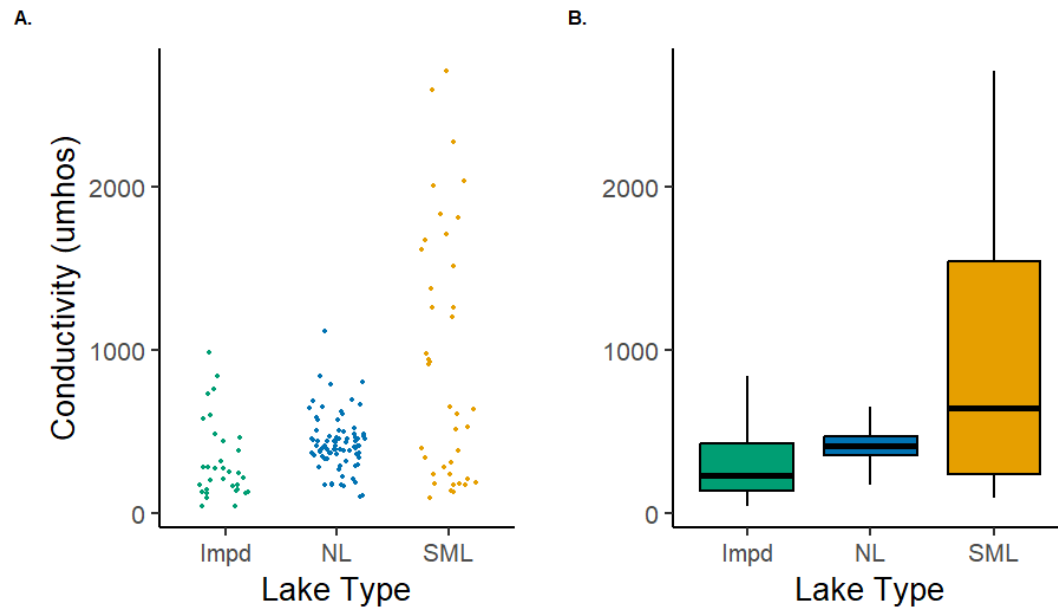 A.
Conductivity (umhos)
2000
1000
0
Impd NL SML
Lake Type
B.
2000
1000
0
Impd NL SML
Lake Type